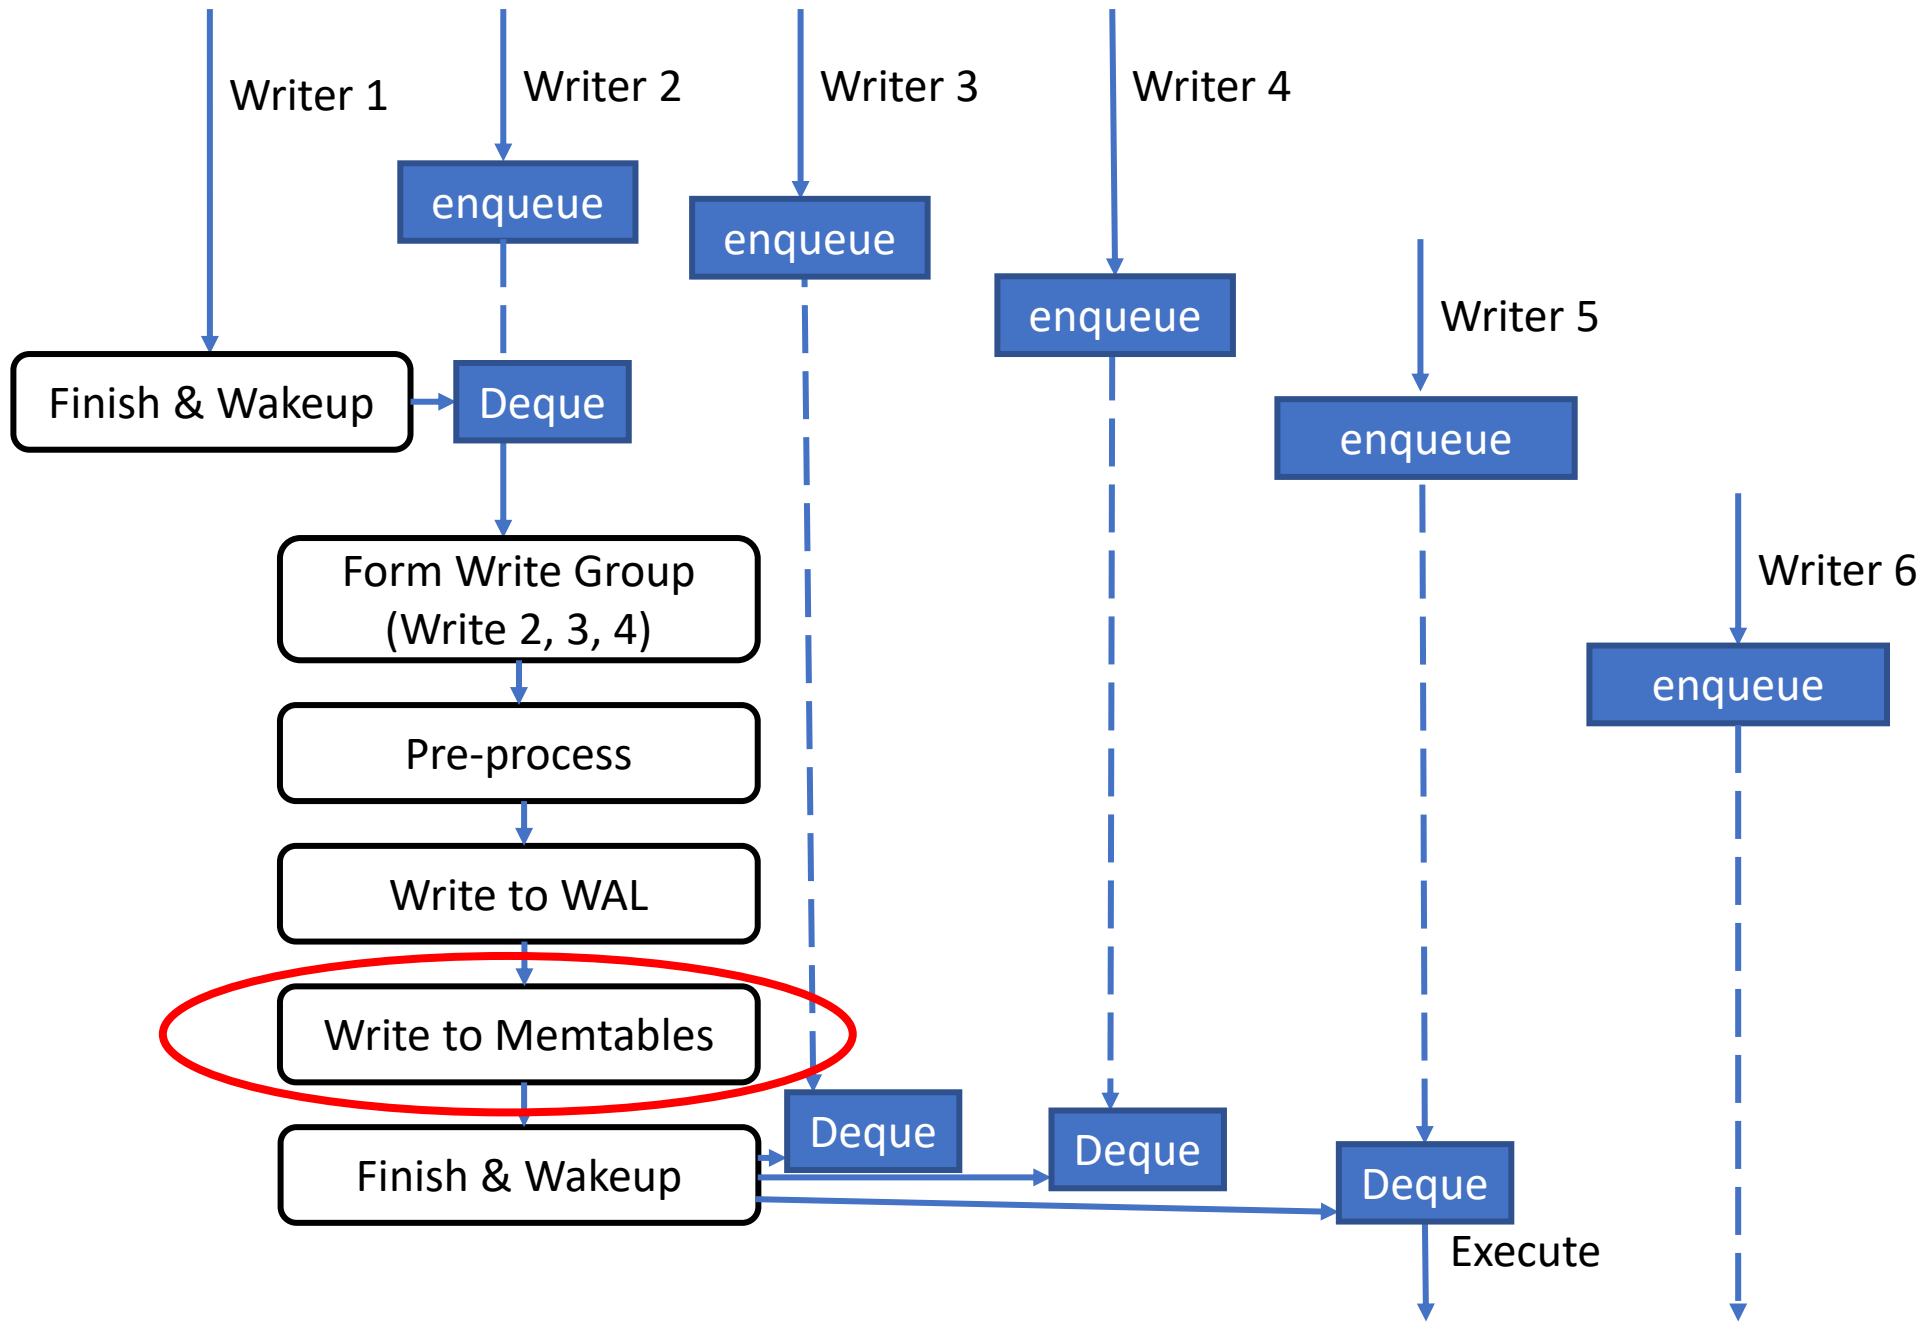 Writer 1
Writer 2
Writer 3
Writer 4
enqueue
enqueue
enqueue
Writer 5
Finish & Wakeup
Deque
enqueue
Form Write Group
(Write 2, 3, 4)
Writer 6
enqueue
Pre-process
Write to WAL
Write to Memtables
Finish & Wakeup
Deque
Deque
Deque
Execute